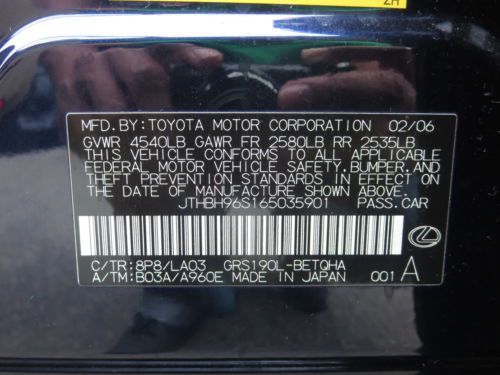 2H
MFD. BY: TOYOTA MOTOR CORPORATION 02/06
GVWR 4540LB GAWR FR 2580LB RR 2535LB
THIS VEHICLE CONFORMS TO ALL APPLICABLE
FEDERAL MOTOR VEHICLE SAFETY, BUMPER, AND
THEFT PREVENTION STANDARDS IN EFFECT ON
THE DATE OF MANUFACTURE SHOWN ABOVE.
JTHBH96S165035901 PASS.CAR
C/TR: 8P8/LA03 GRS190L-BETQHA
A/TM: B03A/A960E MADE IN JAPAN 001 A